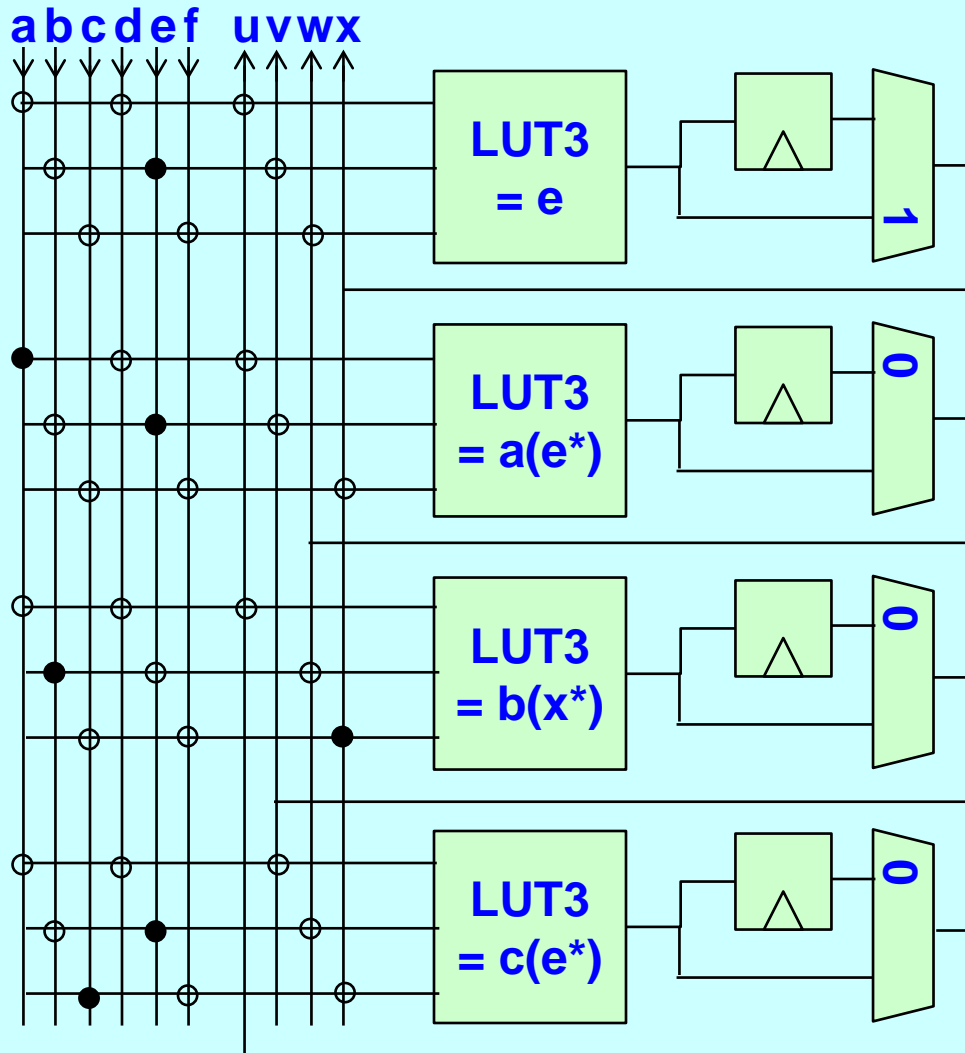 abcdef uvwx
LUT3
= e
1
LUT3
= a(e*)
0
LUT3
= b(x*)
0
LUT3
= c(e*)
0